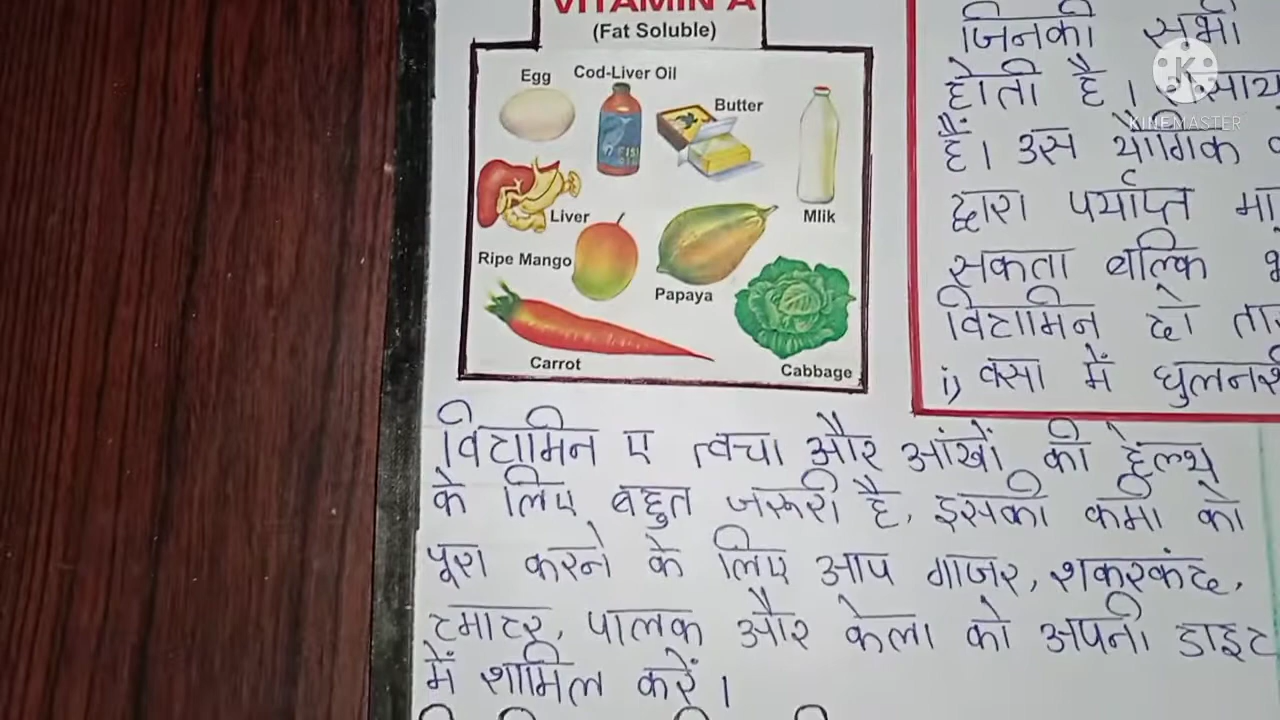 VITAMIN A
(Fat Soluble)
Egg
Cod-Liver Oil
Butter
Mlik
Liver
Ripe Mango
Papaya
Carrot
Cabbage
विटामिन ए त्वचा और आंखों की हेल्थ
के लिए बहुत जरूरी है, इसकी कमी को
पूरा करने के लिए आप गाजर, शकरकंद,
टमाटर, पालक और केला को अपनी डाइट
में शामिल करें।
जिनकी सभी
होती है।
हैं। उस यौगिक
द्वारा पर्याप्त
सकता बल्कि
विटामिन दो
i) वसा में
KINEMASTER